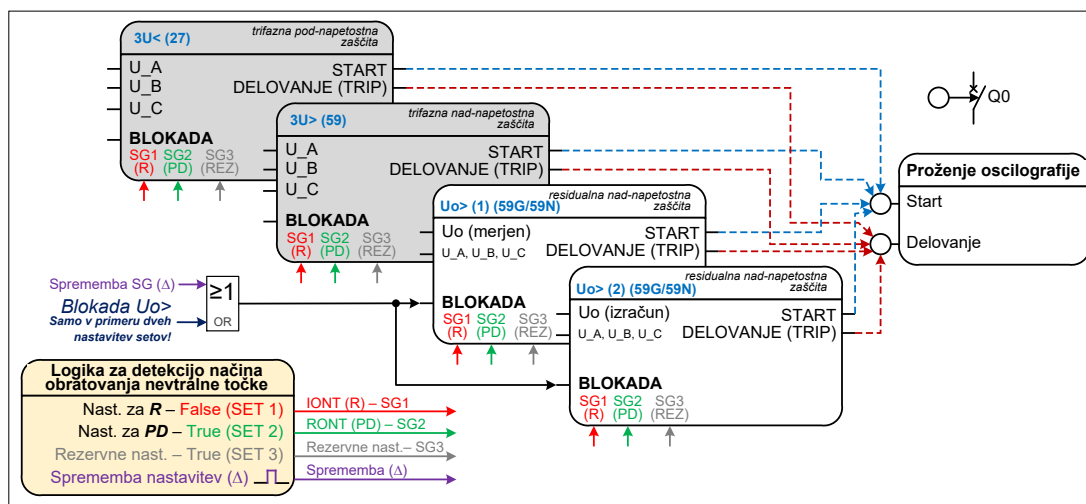 3U< (27)
trifazna pod-napetostna
zaščita
U_A
U_B
U_C
START
DELOVANJE (TRIP)
BLOKADA
SG1
(R)
SG2
(PD)
SG3
(REZ)
3U> (59)
trifazna nad-napetostna
zaščita
U_A
U_B
U_C
START
DELOVANJE (TRIP)
BLOKADA
SG1
(R)
SG2
(PD)
SG3
(REZ)
Uo> (1) (59G/59N)
residualna nad-napetostna
zaščita
Uo (merjen)
U_A, U_B, U_C
START
DELOVANJE (TRIP)
BLOKADA
SG1
(R)
SG2
(PD)
SG3
(REZ)
Uo> (2) (59G/59N)
residualna nad-napetostna
zaščita
Uo (izračun)
U_A, U_B, U_C
START
DELOVANJE (TRIP)
BLOKADA
SG1
(R)
SG2
(PD)
SG3
(REZ)
Q0
Proženje oscilografije
Start
Delovanje
Sprememba SG (Δ)
Blokada Uo>
Samo v primeru dveh
nastavitev setov!
≥1
OR
Logika za detekcijo načina
obratovanja nevtralne točke
Nast. za R – False (SET 1)
Nast. za PD – True (SET 2)
Rezervne nast. – True (SET 3)
Sprememba nastavitev (Δ)
IONT (R) – SG1
RONT (PD) – SG2
Rezervne nast.– SG3
Sprememba (Δ)